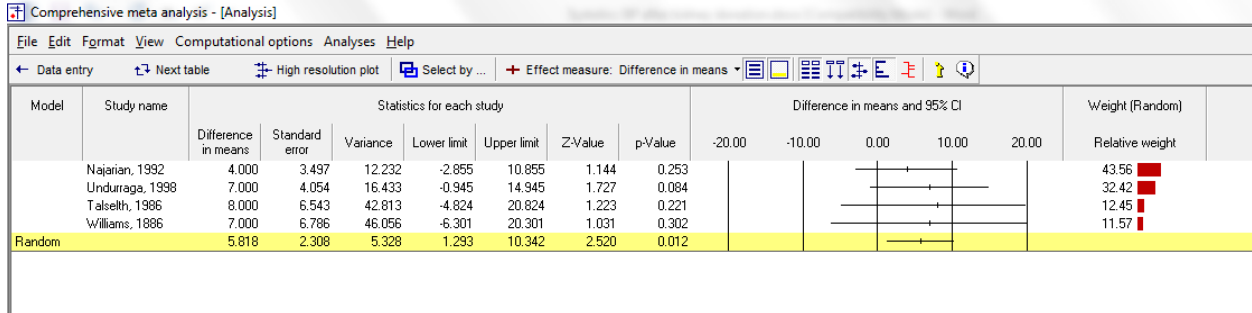 Comprehensive meta analysis - [Analysis]
File Edit Format View Computational options Analyses Help
← Data entry Next table High resolution plot Select by ... + Effect measure: Difference in means
Model Study name Statistics for each study Difference in means and 95% CI Weight (Random)
Difference in means Standard error Variance Lower limit Upper limit Z-Value p-Value -20.00 -10.00 0.00 10.00 20.00 Relative weight
Najarian, 1992 4.000 3.497 12.232 -2.855 10.855 1.144 0.253 43.56
Undurraga, 1998 7.000 4.054 16.433 -0.945 14.945 1.727 0.084 32.42
Talseth, 1986 8.000 6.543 42.813 -4.824 20.824 1.223 0.221 12.45
Williams, 1886 7.000 6.786 46.056 -6.301 20.301 1.031 0.302 11.57
Random 5.818 2.308 5.328 1.293 10.342 2.520 0.012